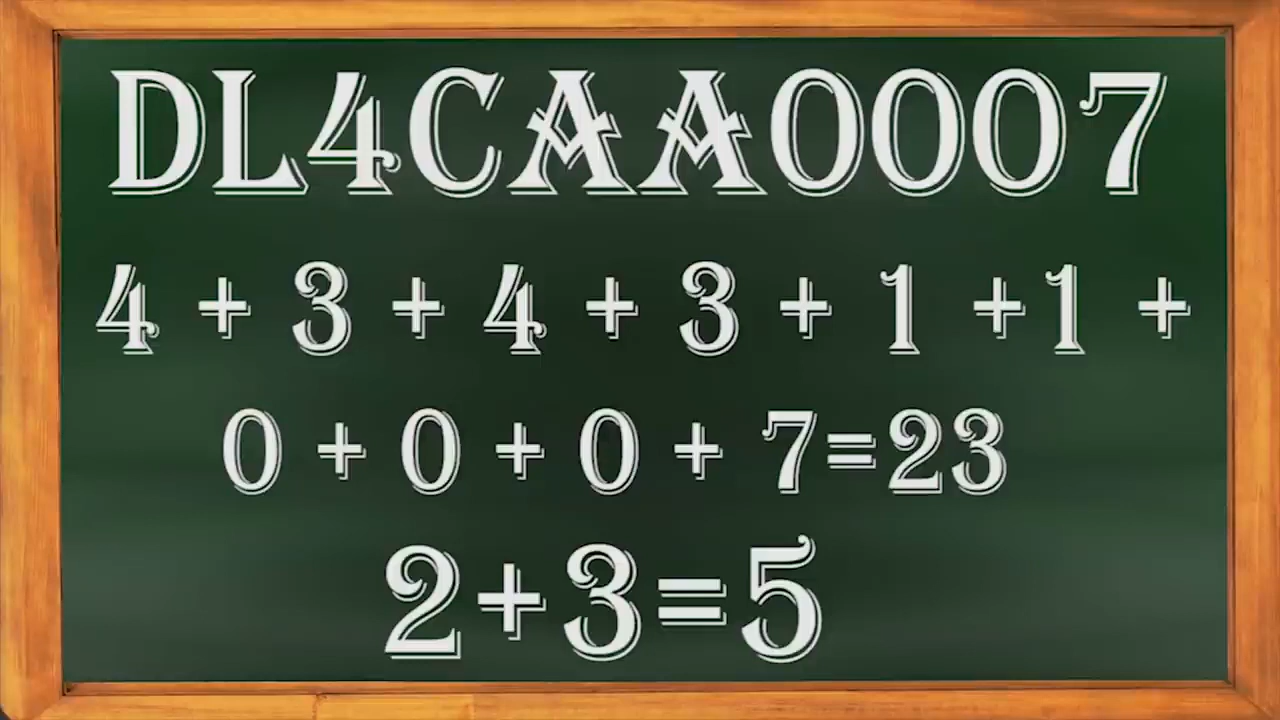 DL4CAA0007
4 + 3 + 4 + 3 + 1 +1 +
0 + 0 + 0 + 7=23
2+3=5